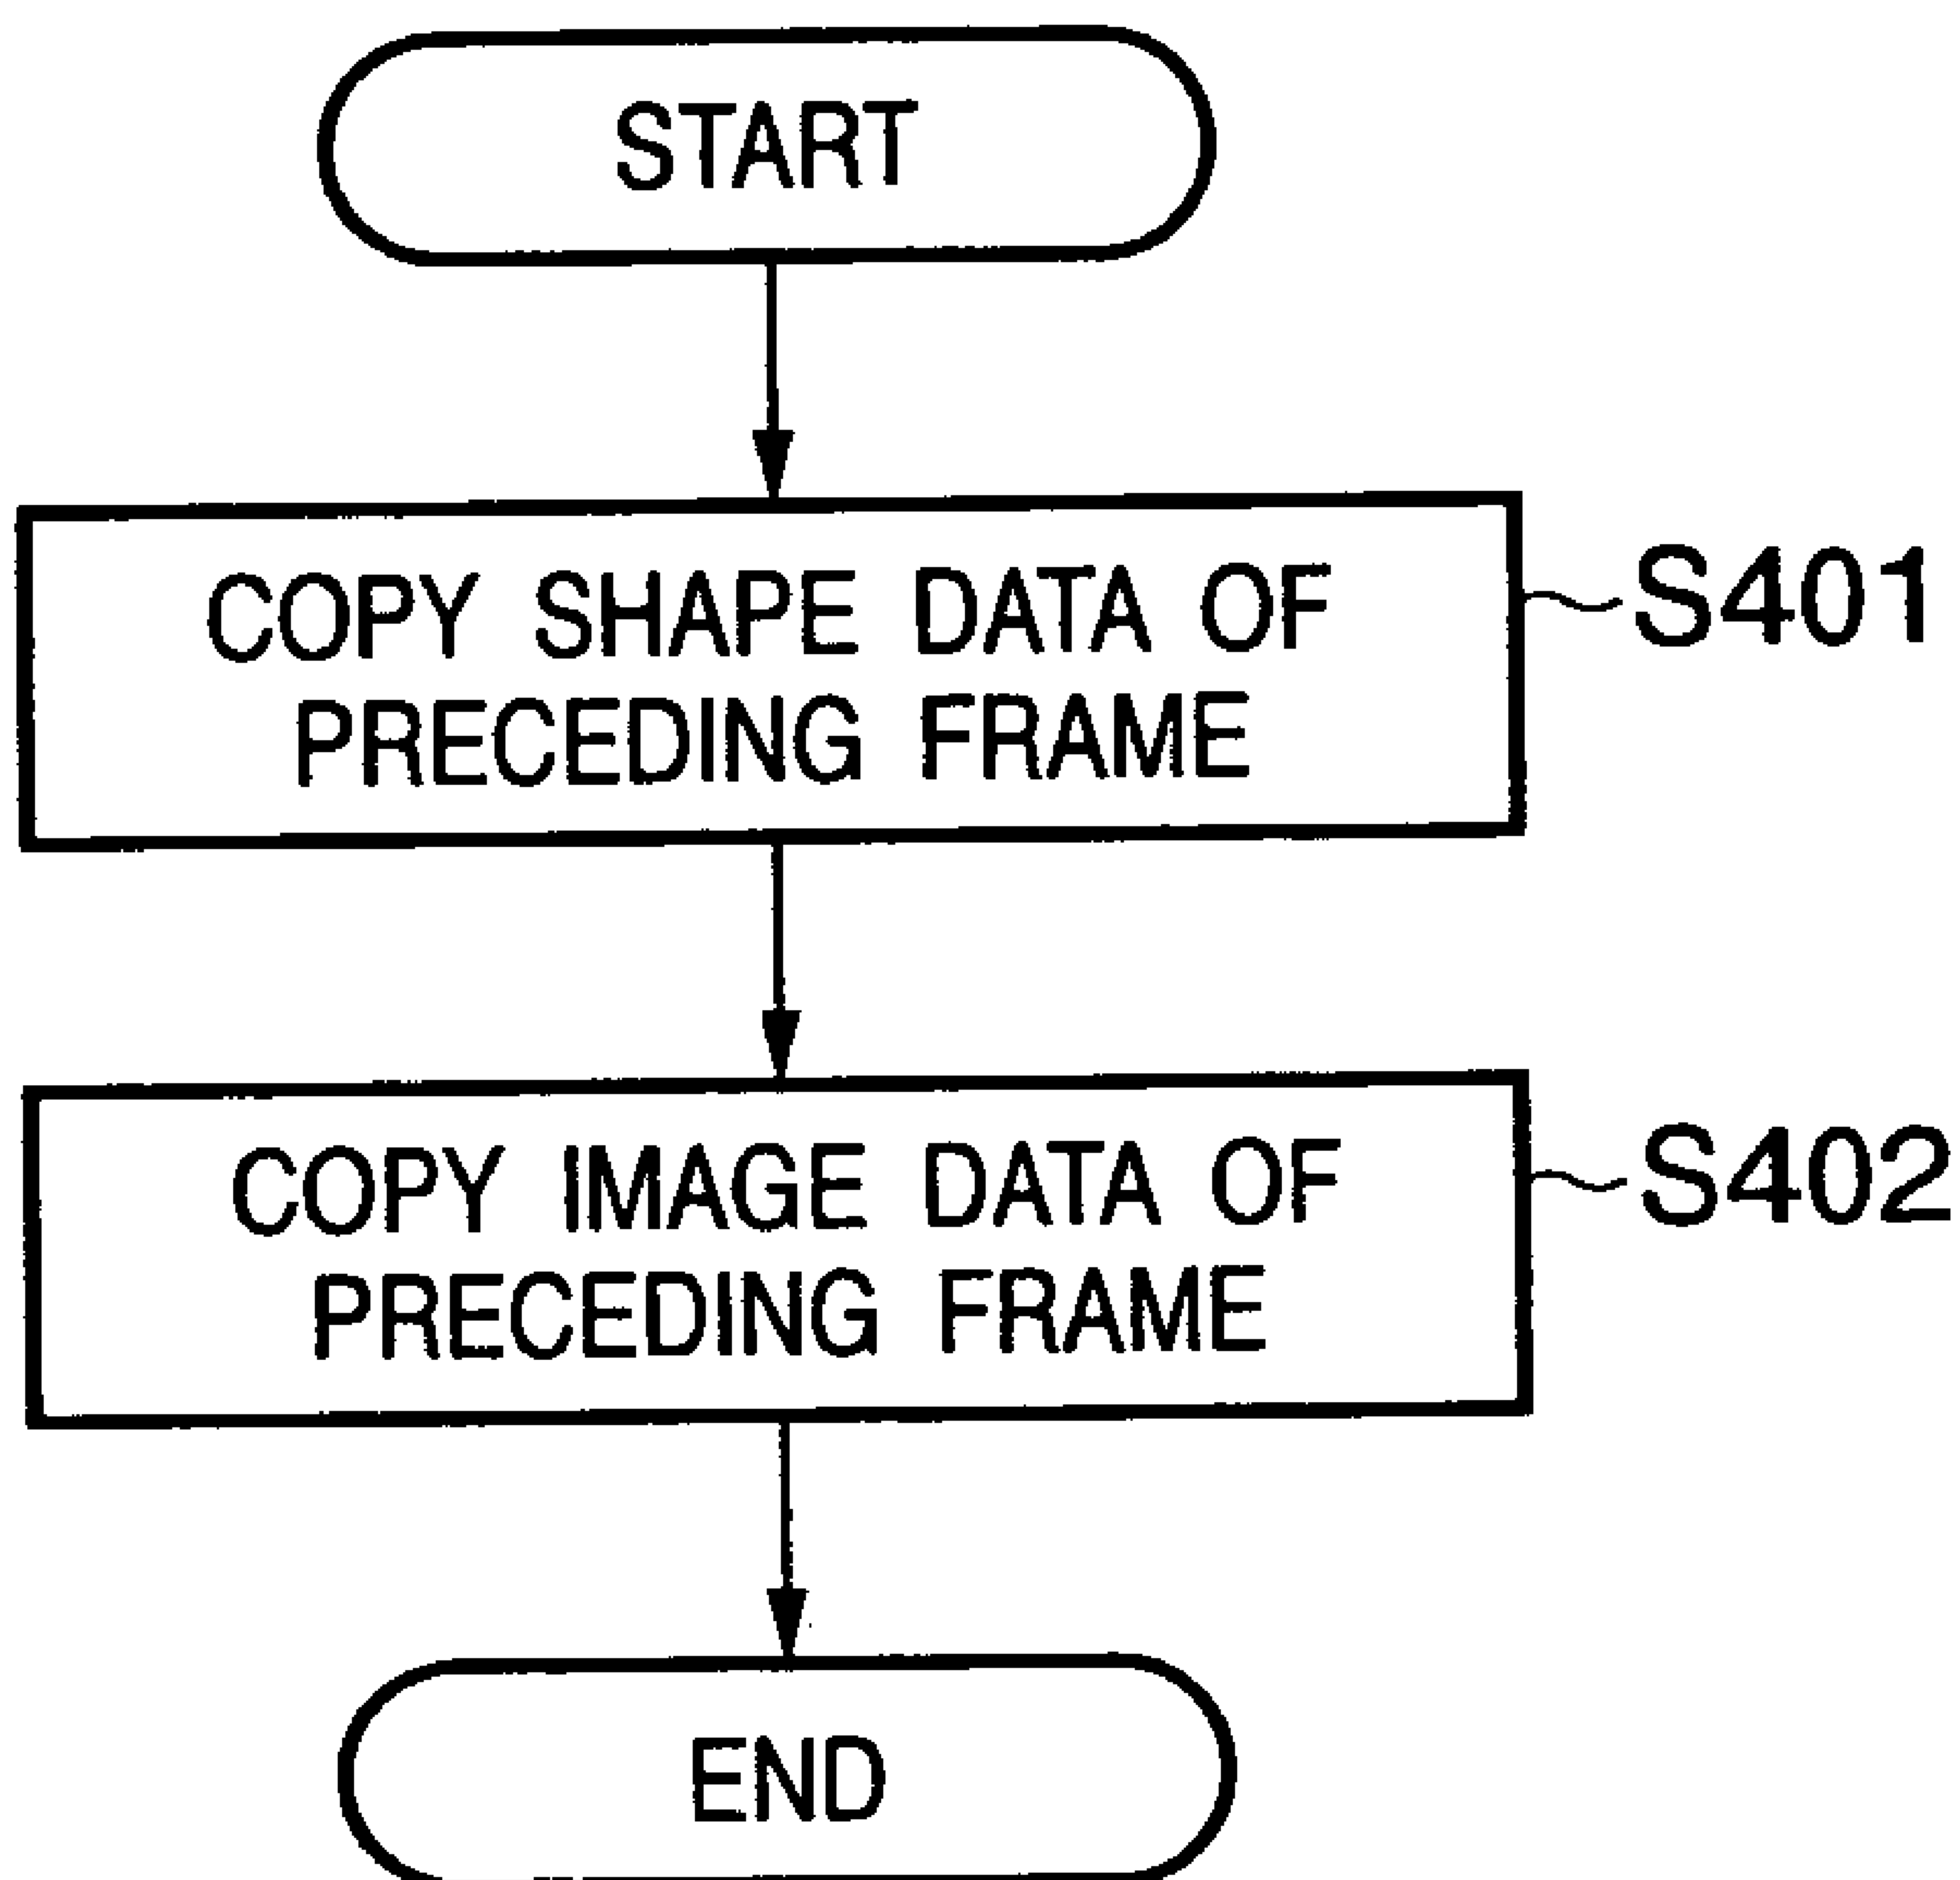 START
COPY SHAPE DATA OF
PRECEDING FRAME
S401
COPY IMAGE DATA OF
PRECEDING FRAME
S402
END